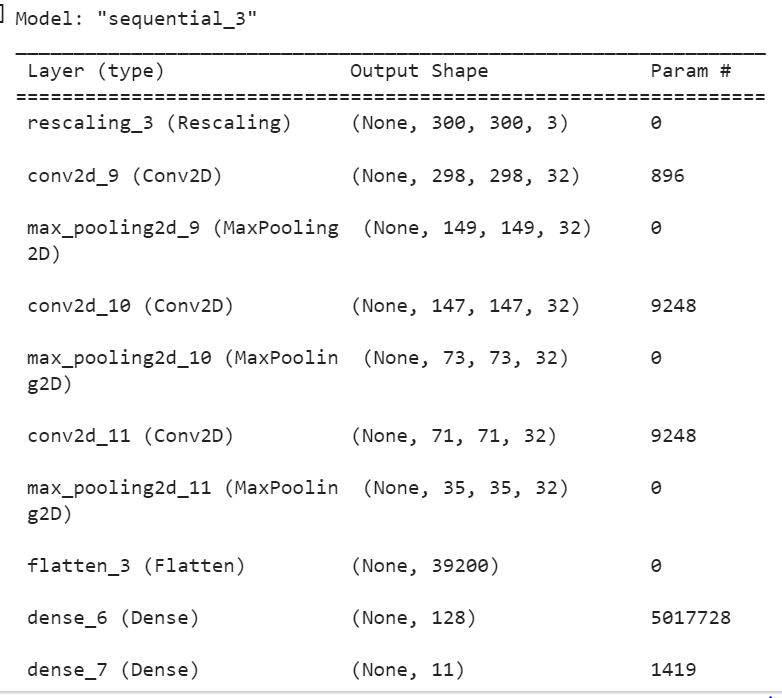 Model: "sequential_3"
_________________________________________________________________
Layer (type) Output Shape Param #
=================================================================
rescaling_3 (Rescaling) (None, 300, 300, 3) 0
conv2d_9 (Conv2D) (None, 298, 298, 32) 896
max_pooling2d_9 (MaxPooling (None, 149, 149, 32) 0
2D)
conv2d_10 (Conv2D) (None, 147, 147, 32) 9248
max_pooling2d_10 (MaxPoolin (None, 73, 73, 32) 0
g2D)
conv2d_11 (Conv2D) (None, 71, 71, 32) 9248
max_pooling2d_11 (MaxPoolin (None, 35, 35, 32) 0
g2D)
flatten_3 (Flatten) (None, 39200) 0
dense_6 (Dense) (None, 128) 5017728
dense_7 (Dense) (None, 11) 1419